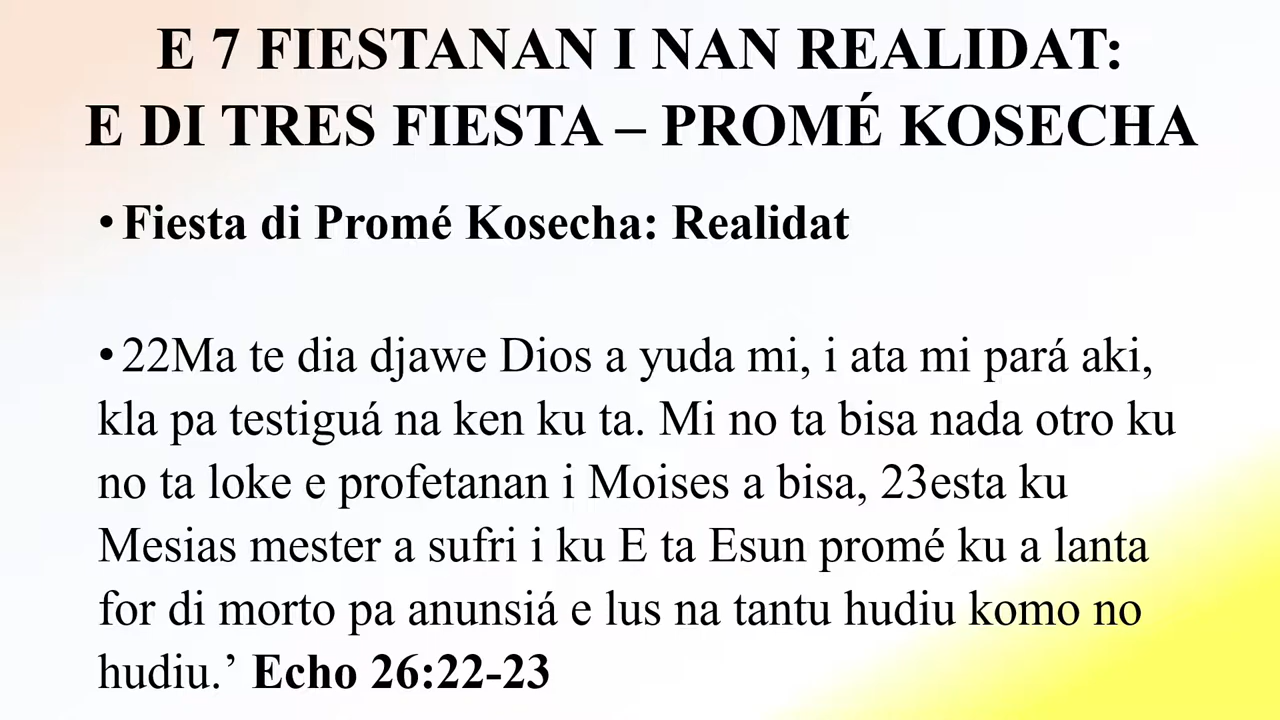 E 7 FIESTANAN I NAN REALIDAT:
E DI TRES FIESTA – PROMÉ KOSECHA
• Fiesta di Promé Kosecha: Realidat
• 22Ma te dia djawe Dios a yuda mi, i ata mi pará aki,
kla pa testiguá na ken ku ta. Mi no ta bisa nada otro ku
no ta loke e profetanan i Moises a bisa, 23esta ku
Mesias mester a sufri i ku E ta Esun promé ku a lanta
for di morto pa anunsiá e lus na tantu hudiu komo no
hudiu.’ Echo 26:22-23